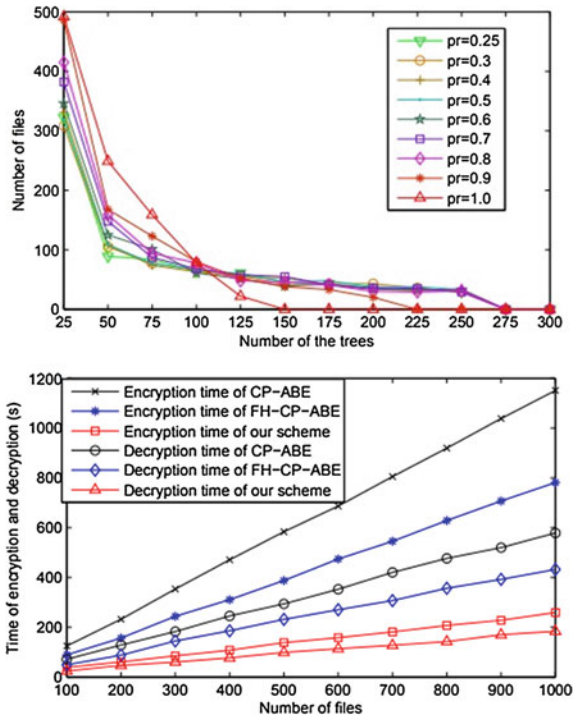 500
400
300
200
100
0
Number of files
pr=0.25
pr=0.3
pr=0.4
pr=0.5
pr=0.6
pr=0.7
pr=0.8
pr=0.9
pr=1.0
25 50 75 100 125 150 175 200 225 250 275 300
Number of the trees
1200
1000
800
600
400
200
0
Time of encryption and decryption (s)
Encryption time of CP-ABE
Encryption time of FH-CP-ABE
Encryption time of our scheme
Decryption time of CP-ABE
Decryption time of FH-CP-ABE
Decryption time of our scheme
100 200 300 400 500 600 700 800 900 1000
Number of files